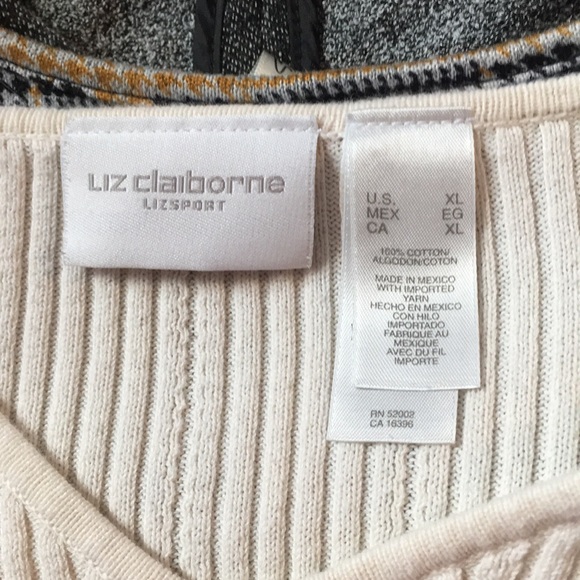 LIZ claiborne
LIZSPORT
U.S. XL
MEX EG
CA XL
100% COTTON/
ALGODON/COTON
MADE IN MEXICO
WITH IMPORTED
YARN
HECHO EN MEXICO
CON HILO
IMPORTADO
FABRIQUE AU
MEXIQUE
AVEC DU FIL
IMPORTE
RN 52002
CA 16396